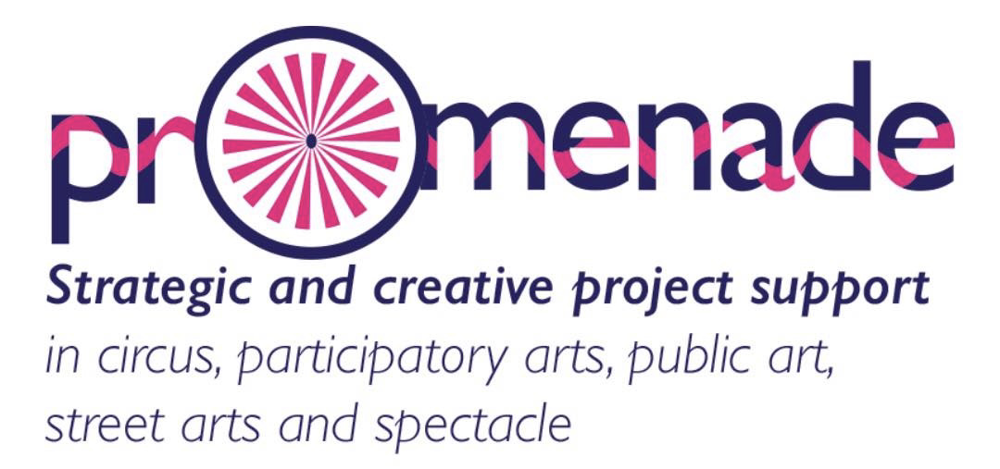 promenade
Strategic and creative project support
in circus, participatory arts, public art,
street arts and spectacle